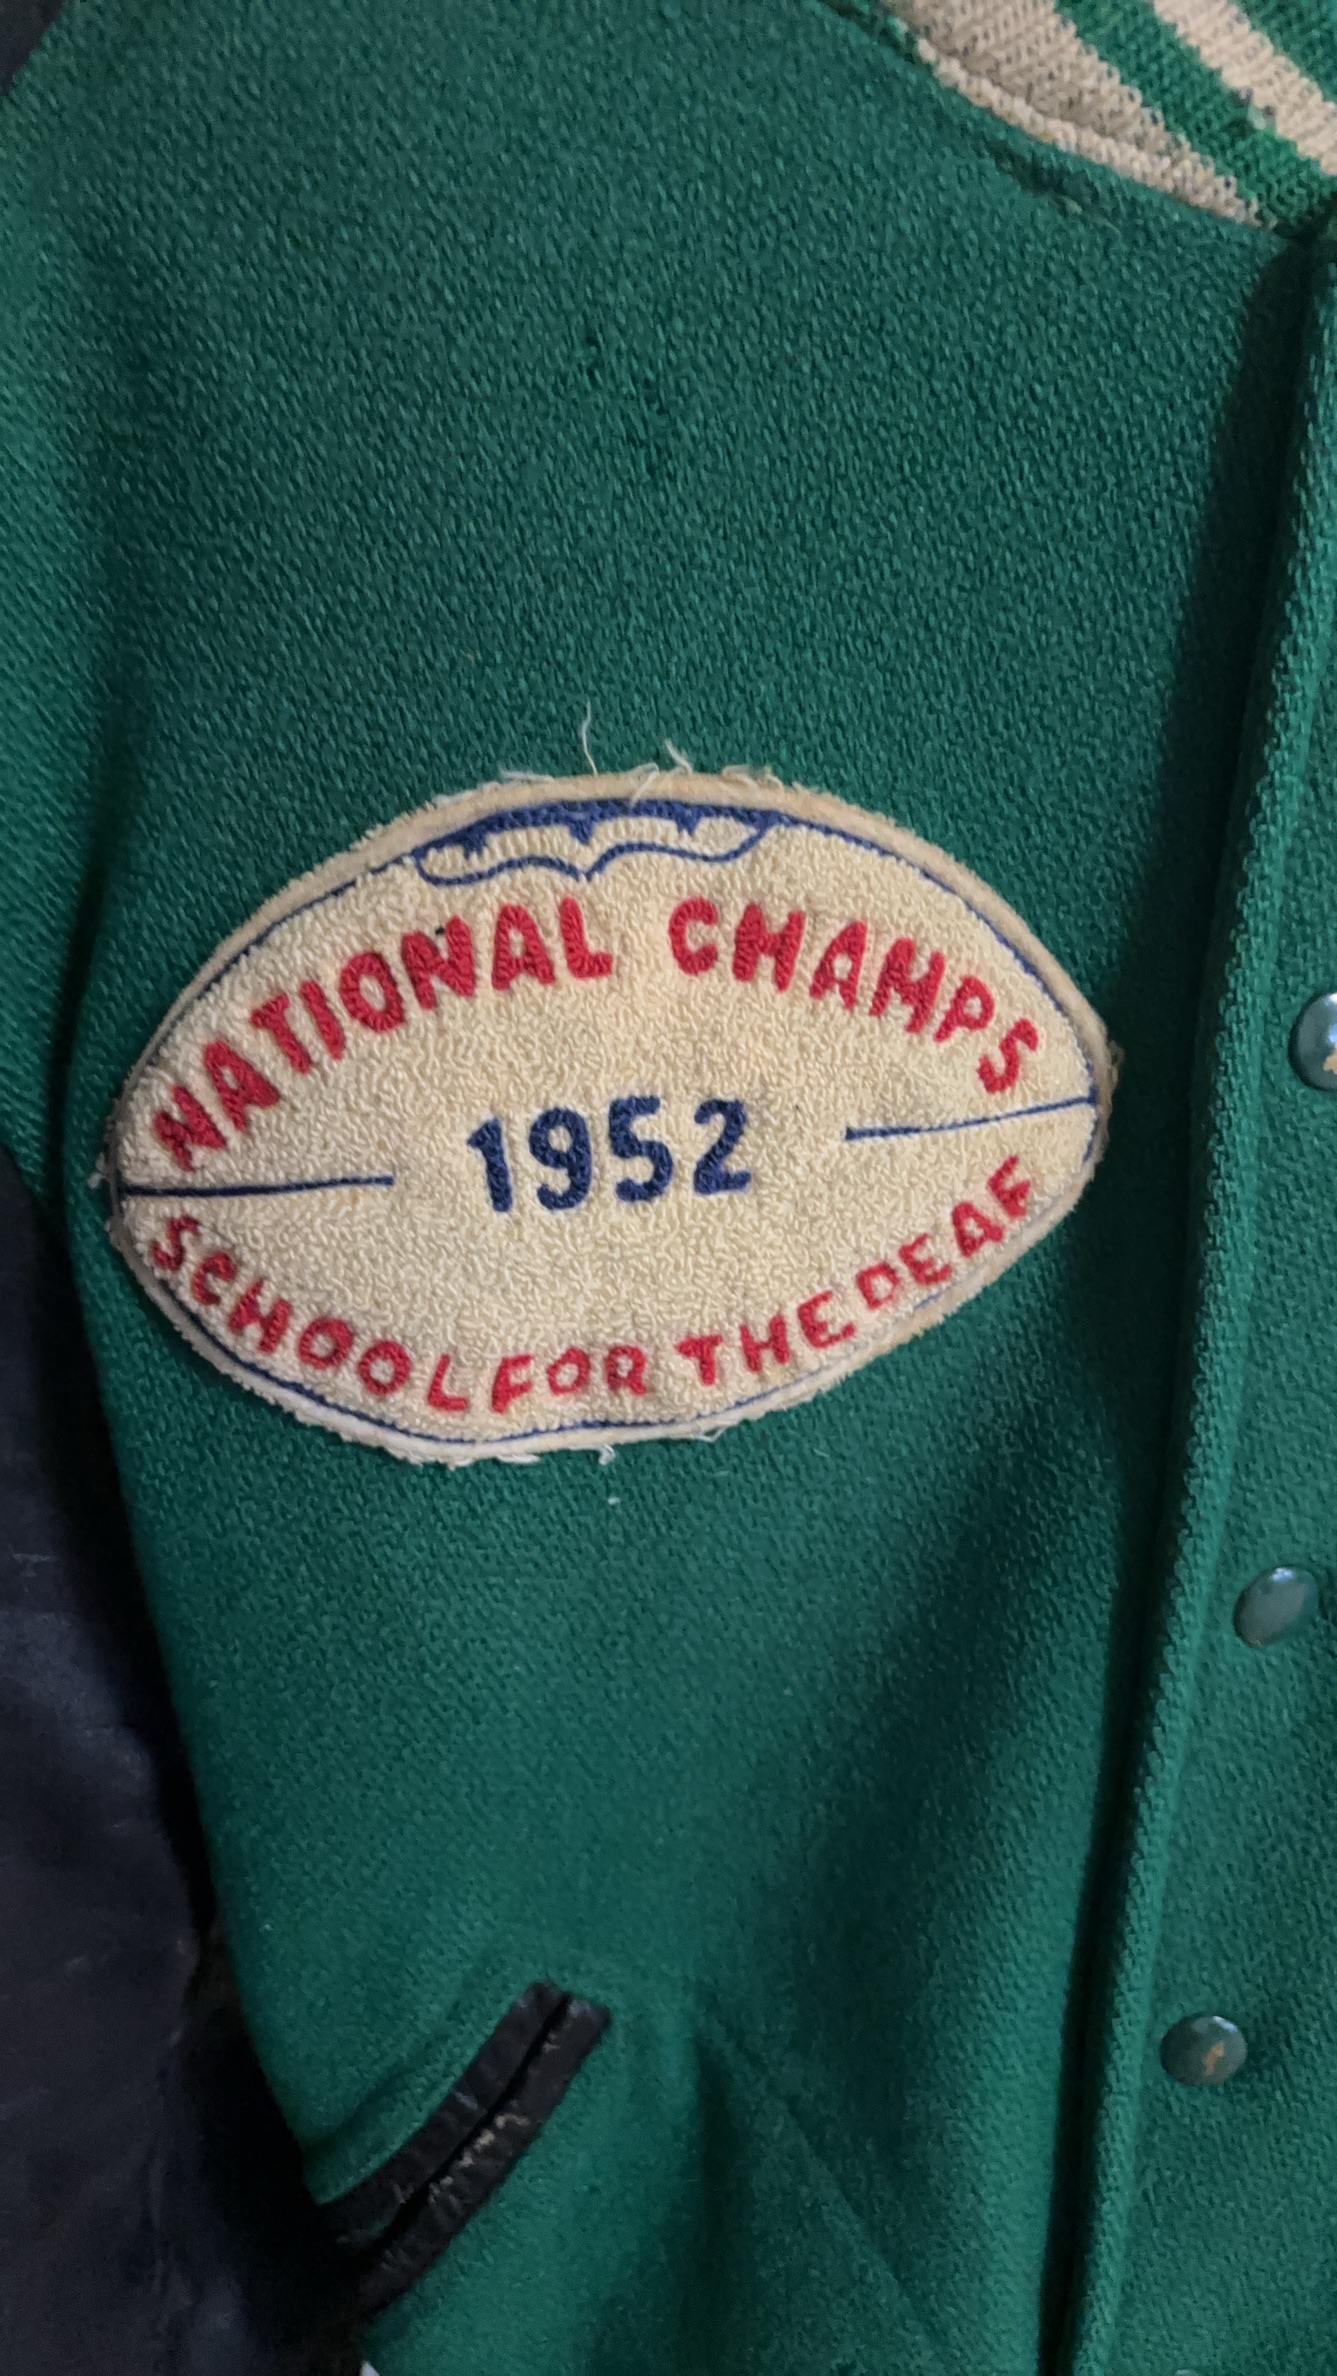 NATIONAL CHAMPS
1952
SCHOOL FOR THE DEAF